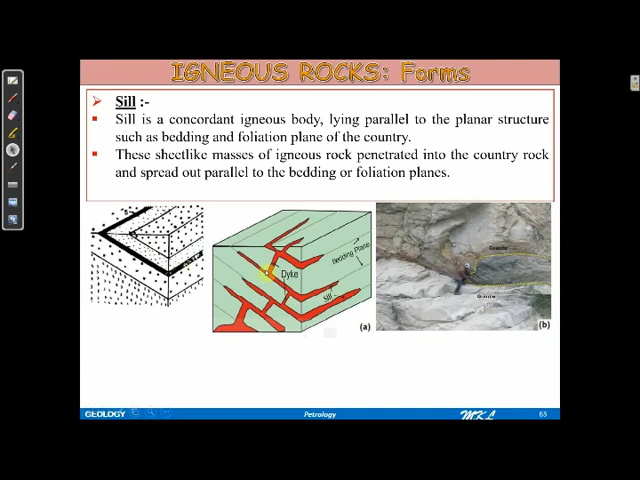 IGNEOUS ROCKS: Forms
Sill :-
Sill is a concordant igneous body, lying parallel to the planar structure
such as bedding and foliation plane of the country.
These sheetlike masses of igneous rock penetrated into the country rock
and spread out parallel to the bedding or foliation planes.
Bedding Plane
Dyke
Sill
(a)
Granite
(b)
GEOLOGY
Petrology
MKL
65